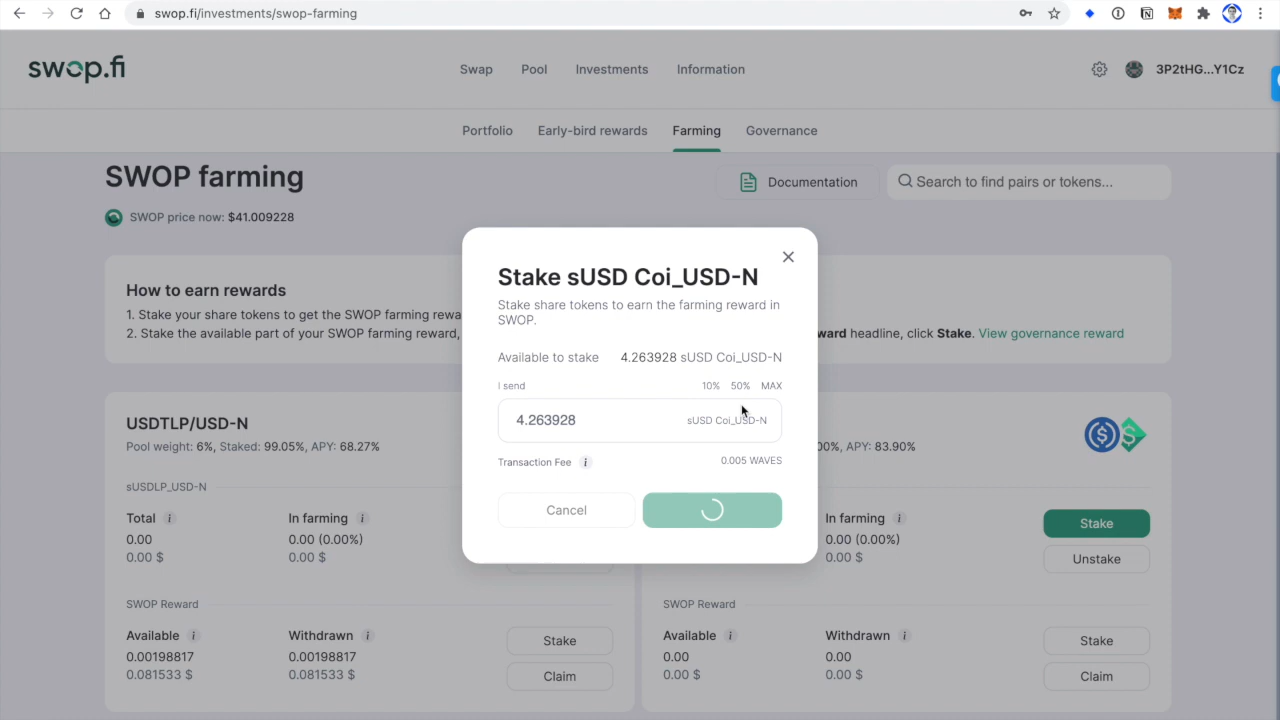 swop.fi/investments/swop-farming
swop.fi
Swap Pool Investments Information
3P2tHG...Y1Cz
Portfolio Early-bird rewards Farming Governance
SWOP farming
Documentation
Search to find pairs or tokens...
SWOP price now: $41.009228
How to earn rewards
1. Stake your share tokens to get the SWOP farming rewa
2. Stake the available part of your SWOP farming reward,
ward headline, click Stake. View governance reward
Stake sUSD Coi_USD-N
Stake share tokens to earn the farming reward in
SWOP.
Available to stake 4.263928 sUSD Coi_USD-N
I send 10% 50% MAX
4.263928 sUSD Coi_USD-N
Transaction Fee i 0.005 WAVES
Cancel
USDTLP/USD-N
Pool weight: 6%, Staked: 99.05%, APY: 68.27%
sUSDLP_USD-N
Total i In farming i
0.00 0.00 (0.00%)
0.00 $ 0.00 $
SWOP Reward
Available i Withdrawn i
0.00198817 0.00198817
0.081533 $ 0.081533 $
Stake
Claim
00%, APY: 83.90%
In farming i
0.00 (0.00%)
0.00 $
Stake
Unstake
SWOP Reward
Available i Withdrawn i
0.00 0.00
0.00 $ 0.00 $
Stake
Claim